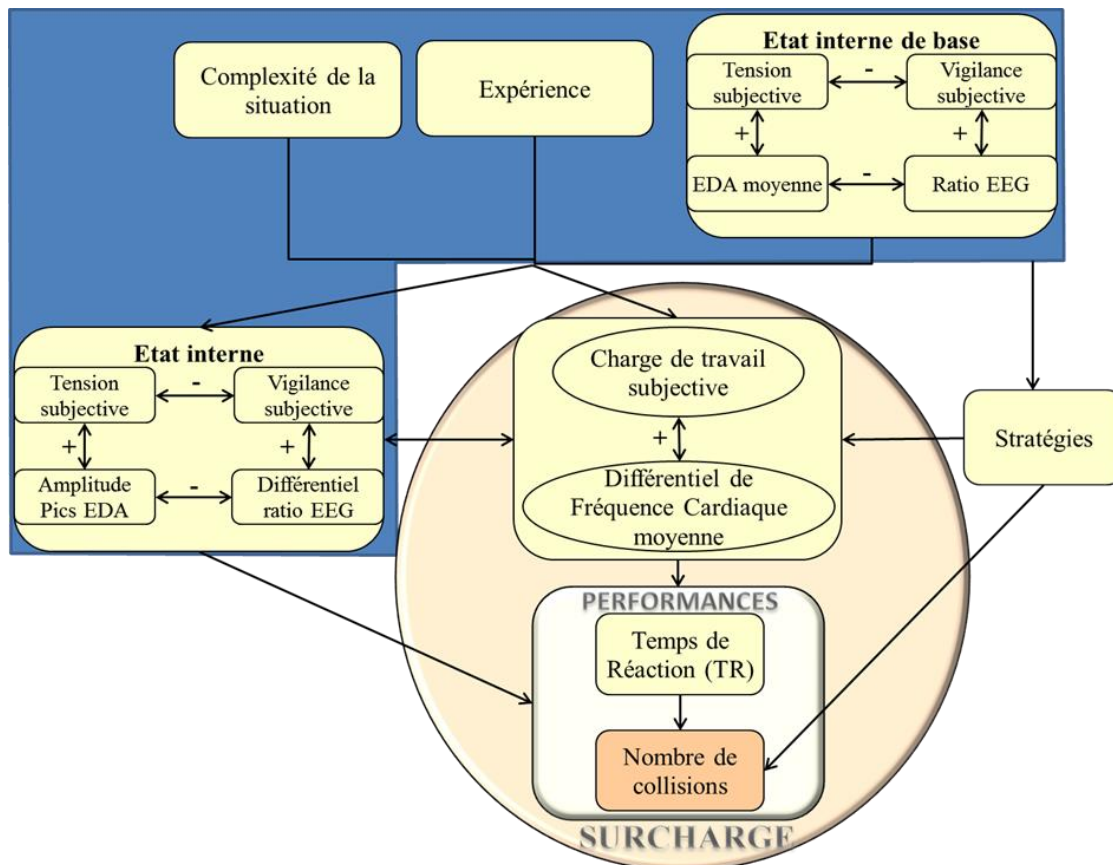 Complexité de la
situation
Expérience
Etat interne de base
Tension
subjective
-
Vigilance
subjective
+
+
EDA moyenne
-
Ratio EEG
Etat interne
Tension
subjective
-
Vigilance
subjective
+
+
Amplitude
Pics EDA
-
Différentiel
ratio EEG
Charge de travail
subjective
+
Différentiel de
Fréquence Cardiaque
moyenne
Stratégies
PERFORMANCES
Temps de
Réaction (TR)
Nombre de
collisions
SURCHARGE